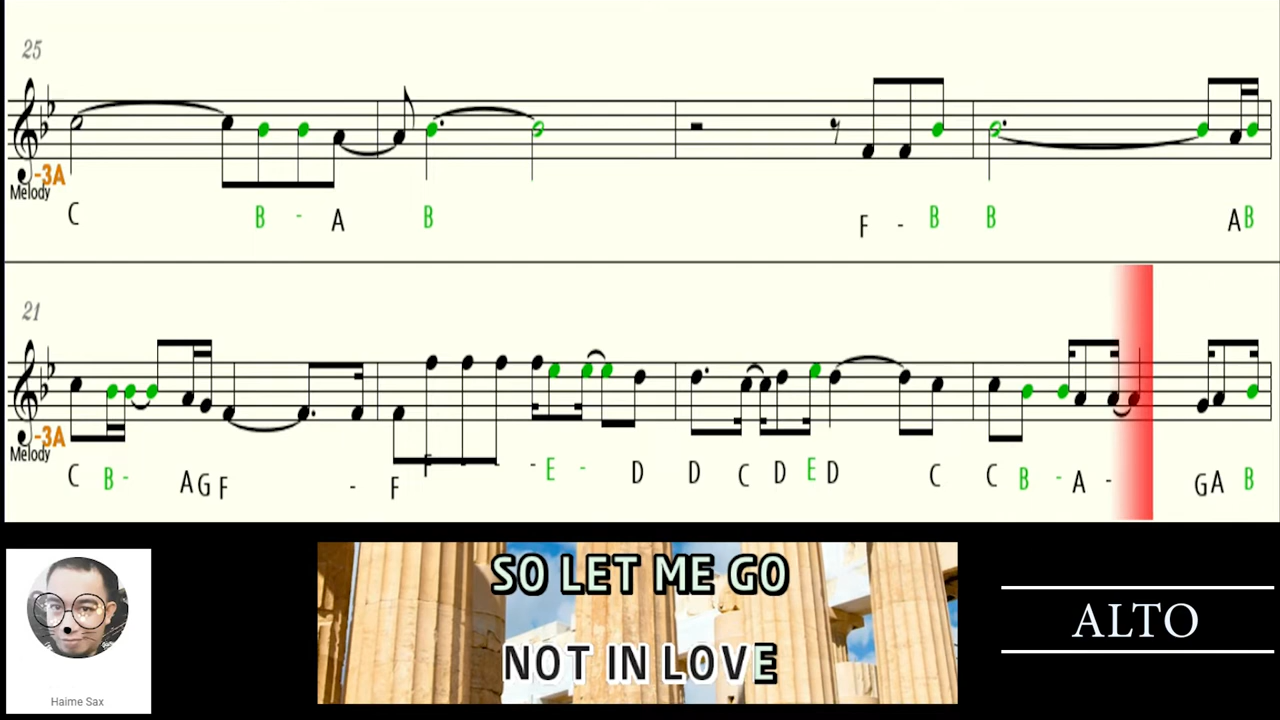 25
-3A
Melody
C B - A B F - B B A B
21
-3A
Melody
C B - A G F - F F - - - E - D D C D E D C C B - A - G A B
SO LET ME GO
NOT IN LOVE
Haime Sax
ALTO